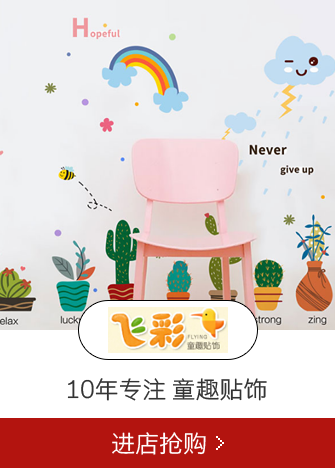 Hopeful
Never
give up
elax
luck
strong
zing
飞彩
FLYING
童趣贴饰
10年专注 童趣贴饰
进店抢购 >